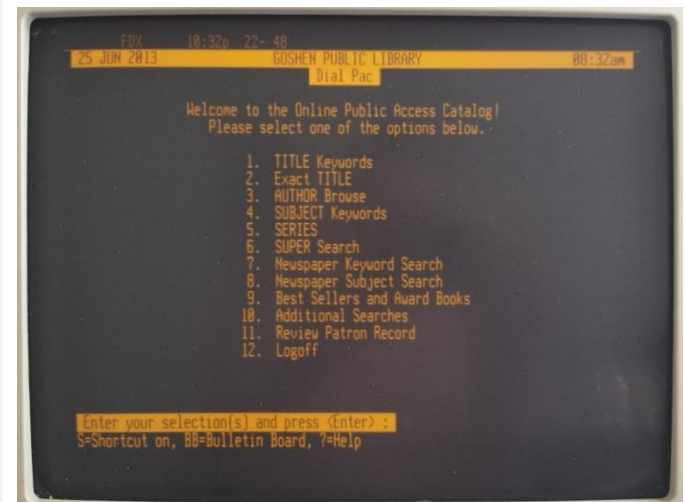 FDX 10:32p 22- 48
25 JUN 2013 GOSHEN PUBLIC LIBRARY 08:32am
Dial Pac
Welcome to the Online Public Access Catalog!
Please select one of the options below.
1. TITLE Keywords
2. Exact TITLE
3. AUTHOR Browse
4. SUBJECT Keywords
5. SERIES
6. SUPER Search
7. Newspaper Keyword Search
8. Newspaper Subject Search
9. Best Sellers and Award Books
10. Additional Searches
11. Review Patron Record
12. Logoff
Enter your selection(s) and press <Enter> :
S=Shortcut on, BB=Bulletin Board, ?=Help